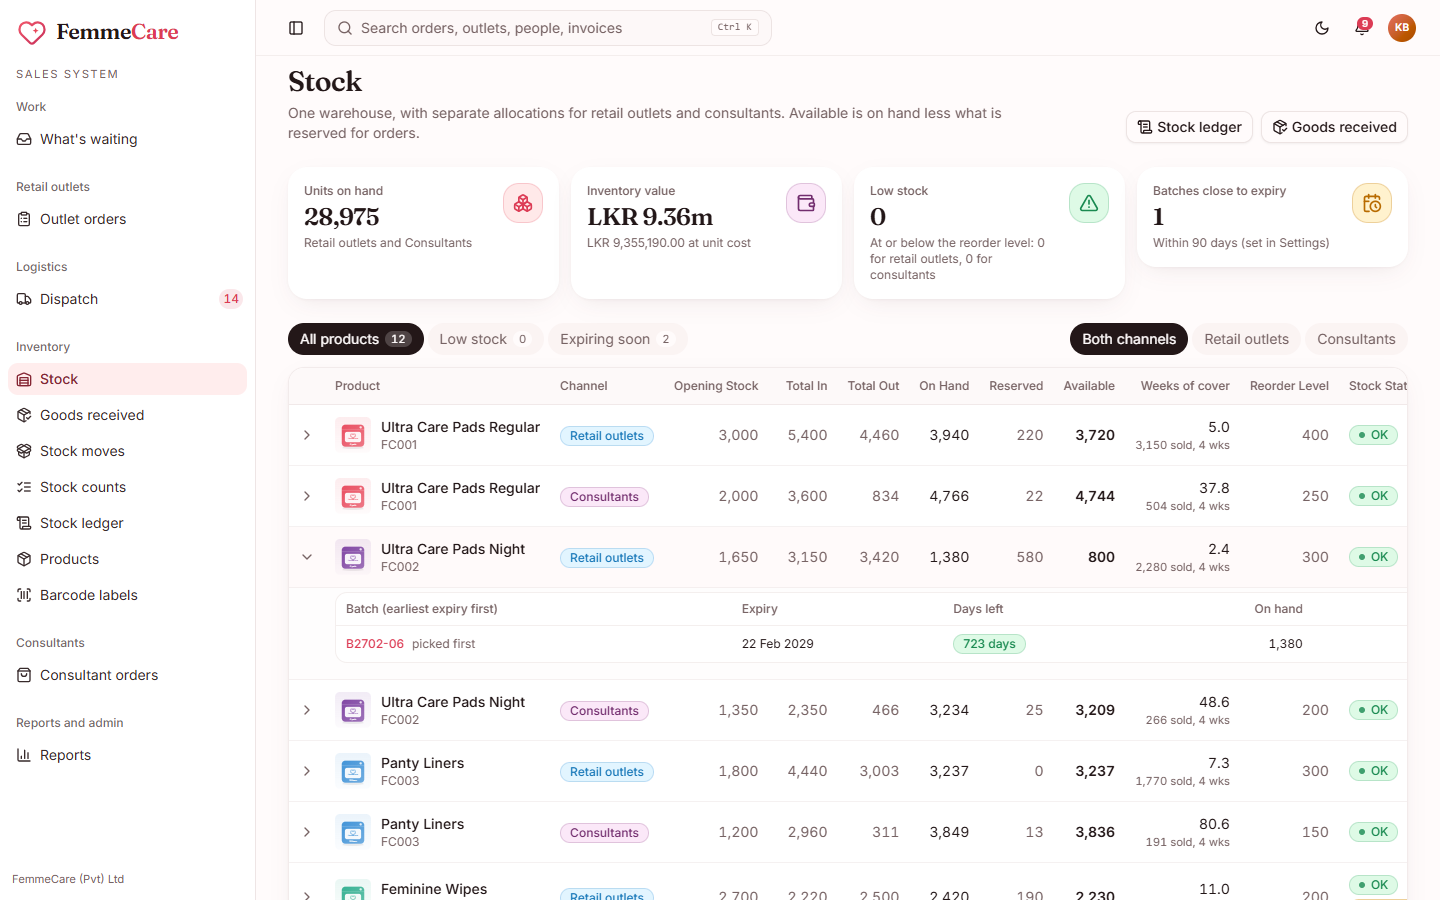 FemmeCare
SALES SYSTEM
Work
What's waiting
Retail outlets
Outlet orders
Logistics
Dispatch 14
Inventory
Stock
Goods received
Stock moves
Stock counts
Stock ledger
Products
Barcode labels
Consultants
Consultant orders
Reports and admin
Reports
FemmeCare (Pvt) Ltd
Search orders, outlets, people, invoices Ctrl K
9
KB
Stock
One warehouse, with separate allocations for retail outlets and consultants. Available is on hand less what is
reserved for orders.
Stock ledger Goods received
Units on hand
28,975
Retail outlets and Consultants
Inventory value
LKR 9.36m
LKR 9,355,190.00 at unit cost
Low stock
0
At or below the reorder level: 0
for retail outlets, 0 for
consultants
Batches close to expiry
1
Within 90 days (set in Settings)
All products 12 Low stock 0 Expiring soon 2 Both channels Retail outlets Consultants
Product Channel Opening Stock Total In Total Out On Hand Reserved Available Weeks of cover Reorder Level Stock Stat
Ultra Care Pads Regular Retail outlets 3,000 5,400 4,460 3,940 220 3,720 5.0 400 OK
FC001 3,150 sold, 4 wks
Ultra Care Pads Regular Consultants 2,000 3,600 834 4,766 22 4,744 37.8 250 OK
FC001 504 sold, 4 wks
Ultra Care Pads Night Retail outlets 1,650 3,150 3,420 1,380 580 800 2.4 300 OK
FC002 2,280 sold, 4 wks
Batch (earliest expiry first) Expiry Days left On hand
B2702-06 picked first 22 Feb 2029 723 days 1,380
Ultra Care Pads Night Consultants 1,350 2,350 466 3,234 25 3,209 48.6 200 OK
FC002 266 sold, 4 wks
Panty Liners Retail outlets 1,800 4,440 3,003 3,237 0 3,237 7.3 300 OK
FC003 1,770 sold, 4 wks
Panty Liners Consultants 1,200 2,960 311 3,849 13 3,836 80.6 150 OK
FC003 191 sold, 4 wks
Feminine Wipes Retail outlets 2,700 2,220 2,500 2,420 190 2,230 11.0 200 OK